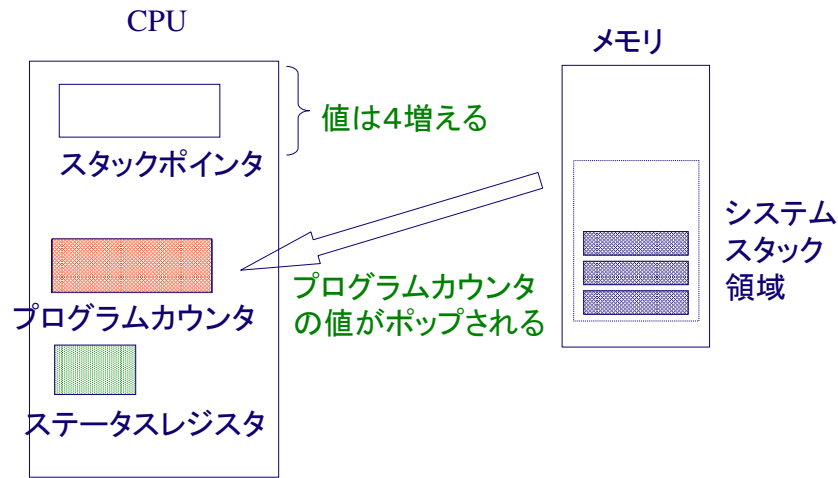 CPU
メモリ
値は４増える
スタックポインタ
システム
スタック
領域
プログラムカウンタ
の値がポップされる
プログラムカウンタ
ステータスレジスタ